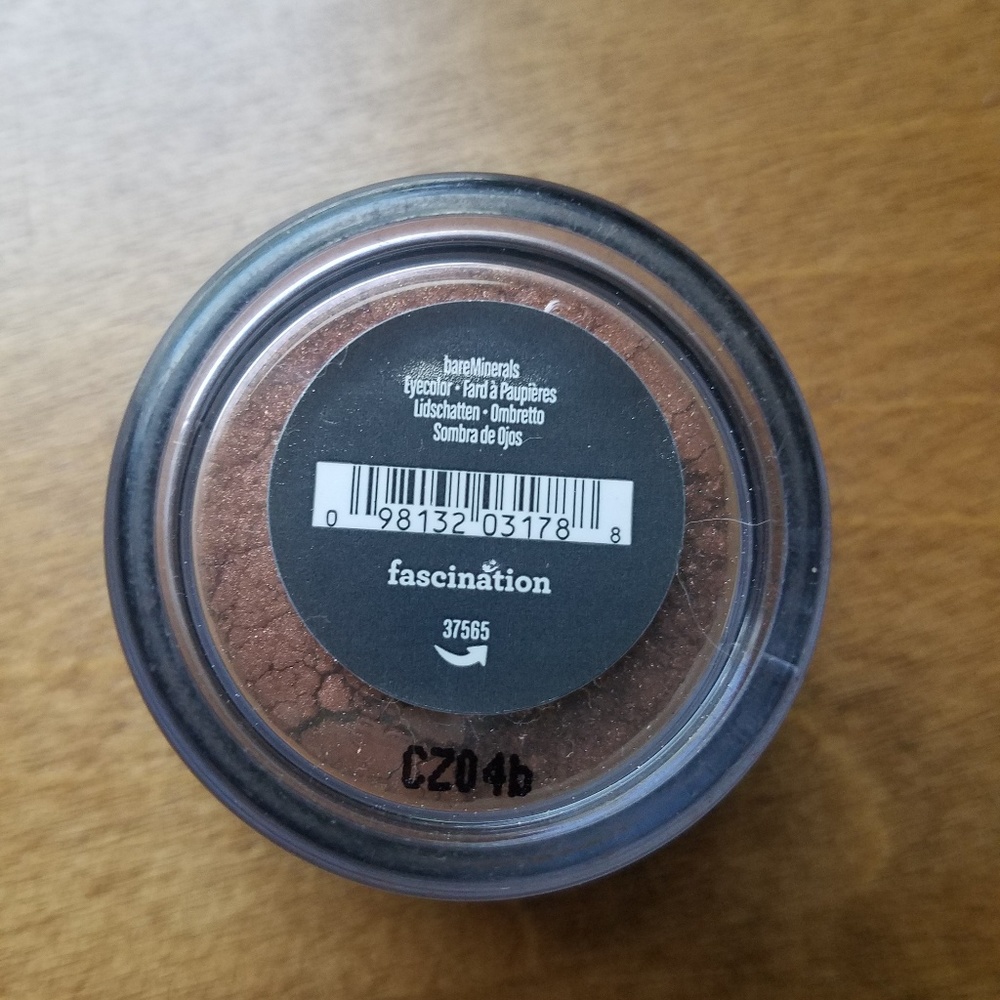 bareMinerals
Eyecolor • Fard à Paupières
Lidschatten • Ombretto
Sombra de Ojos
0 98132 03178 8
fascination
37565
CZ04b